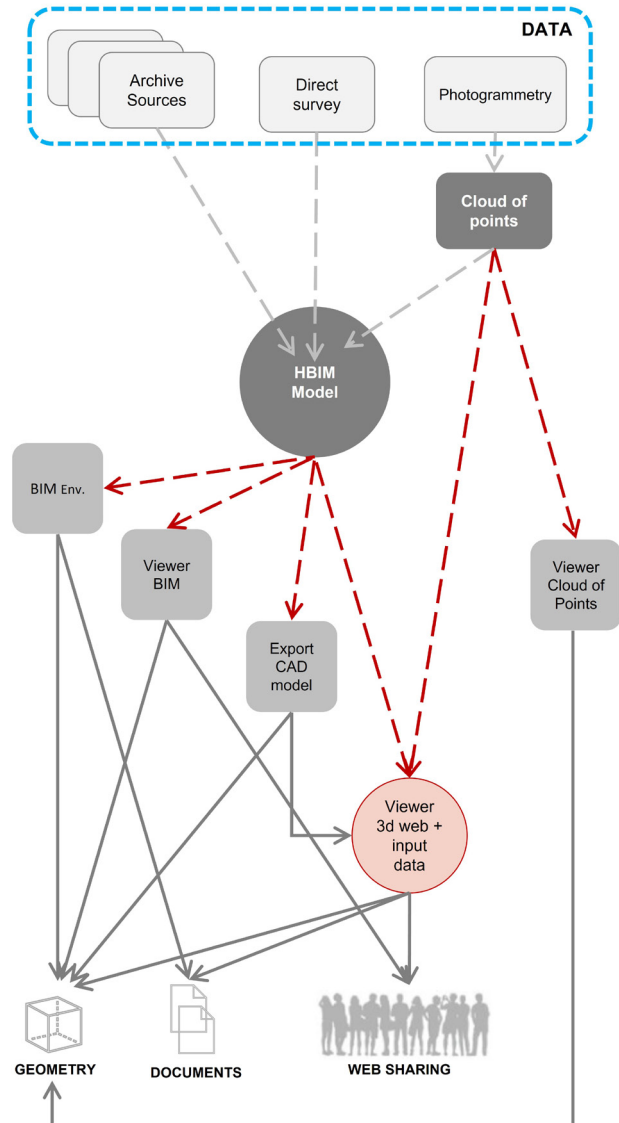 DATA
Archive
Sources
Direct
survey
Photogrammetry
Cloud of
points
HBIM
Model
BIM Env.
Viewer
BIM
Viewer
Cloud of
Points
Export
CAD
model
Viewer
3d web +
input
data
GEOMETRY
DOCUMENTS
WEB SHARING